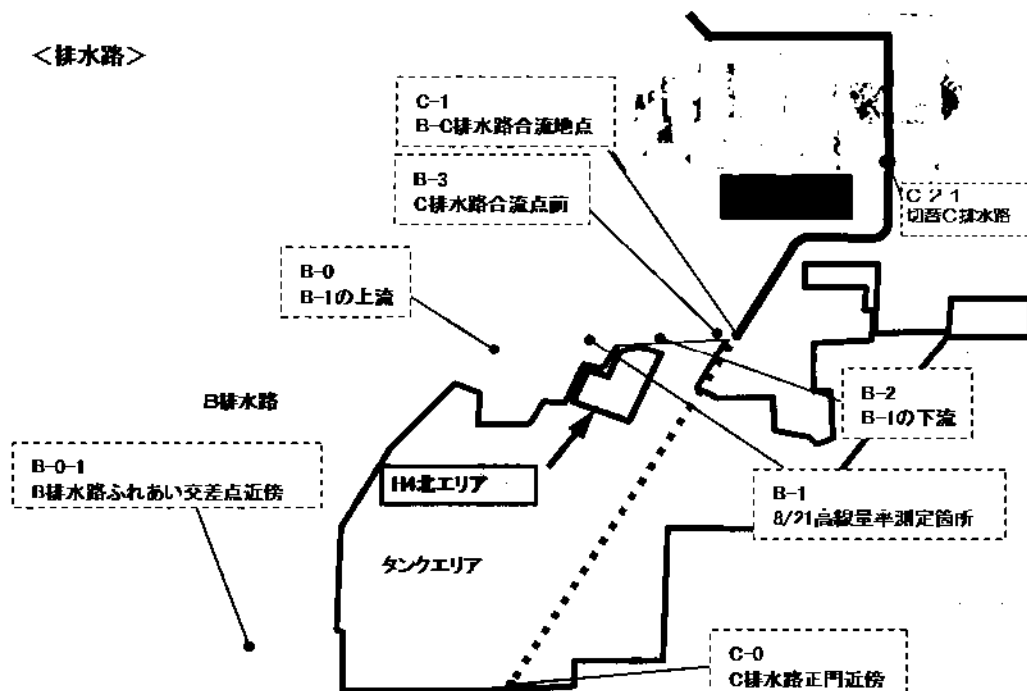 ＜排水路＞
C-1
B-C排水路合流地点
B-3
C排水路合流点前
切替C排水路
B-0
B-1の上流
B排水路
B-2
B-1の下流
B-0-1
B排水路ふれあい交差点近傍
H4北エリア
B-1
8/21高線量率測定箇所
タンクエリア
C-0
C排水路正門近傍